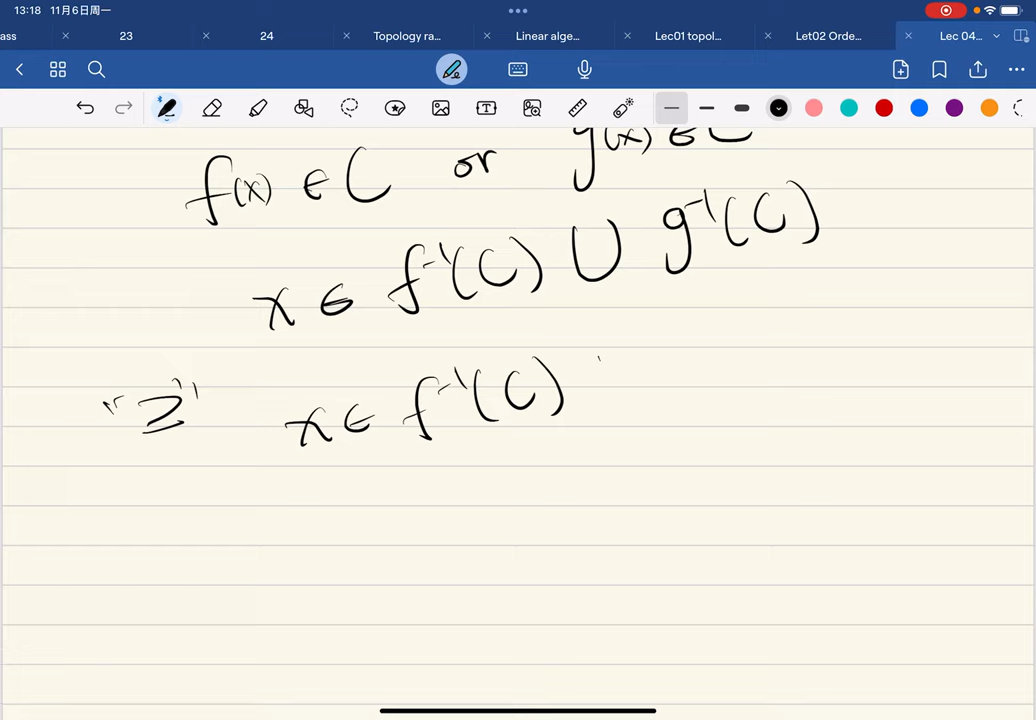 13:18 11月6日周一
ass 23 24 Topology ra... Linear alge... Lec01 topol... Let02 Orde... Lec 04...
f(x) ∈ C or g(x) ∈ C
x ∈ f⁻¹(C) ∪ g⁻¹(C)
"⊇" x ∈ f⁻¹(C)